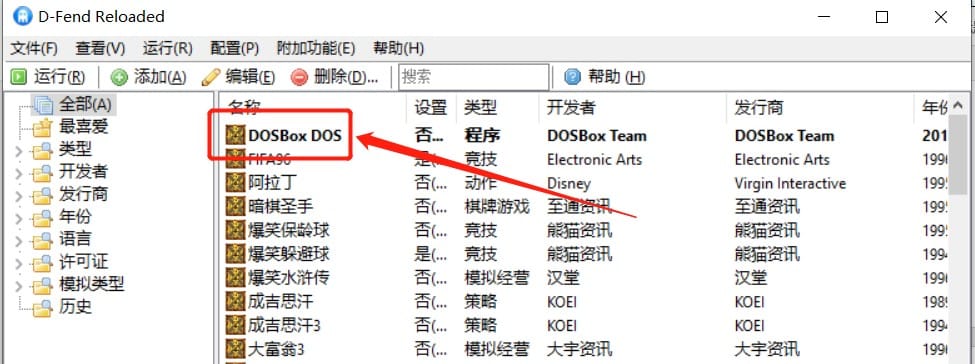 D-Fend Reloaded
文件(F) 查看(V) 运行(R) 配置(P) 附加功能(E) 帮助(H)
运行(R) 添加(A) 编辑(E) 删除(D)... 搜索 帮助 (H)
全部(A)
最喜爱
类型
开发者
发行商
年份
语言
许可证
模拟类型
历史
名称 设置 类型 开发者 发行商 年份
DOSBox DOS 否... 程序 DOSBox Team DOSBox Team 201
FIFA96 是(... 竞技 Electronic Arts Electronic Arts 1996
阿拉丁 否(... 动作 Disney Virgin Interactive 1995
暗棋圣手 否(... 棋牌游戏 至通资讯 至通资讯 1995
爆笑保龄球 否(... 竞技 熊猫资讯 熊猫资讯 1995
爆笑躲避球 是(... 竞技 熊猫资讯 熊猫资讯 1994
爆笑水浒传 否(... 模拟经营 汉堂 汉堂 1996
成吉思汗 否(... 策略 KOEI KOEI 1989
成吉思汗3 否(... 策略 KOEI KOEI 1994
大富翁3 否(... 模拟经营 大宇资讯 大宇资讯 1996